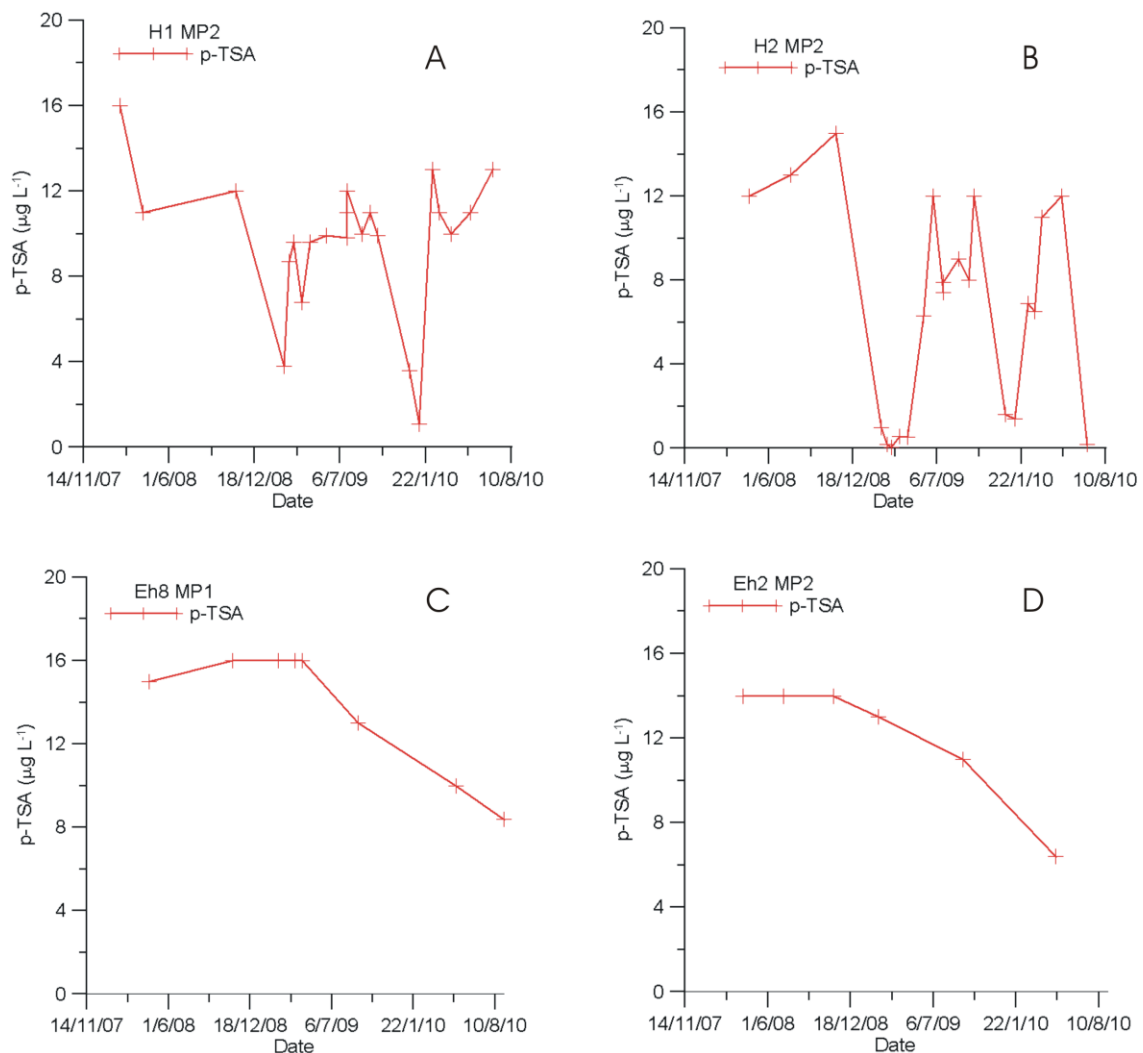 H1 MP2
p-TSA
A
20
16
12
8
4
0
p-TSA (µg L⁻¹)
14/11/07 1/6/08 18/12/08 6/7/09 22/1/10 10/8/10
Date
H2 MP2
p-TSA
B
20
16
12
8
4
0
p-TSA (µg L⁻¹)
14/11/07 1/6/08 18/12/08 6/7/09 22/1/10 10/8/10
Date
Eh8 MP1
p-TSA
C
20
16
12
8
4
0
p-TSA (µg L⁻¹)
14/11/07 1/6/08 18/12/08 6/7/09 22/1/10 10/8/10
Date
Eh2 MP2
p-TSA
D
20
16
12
8
4
0
p-TSA (µg L⁻¹)
14/11/07 1/6/08 18/12/08 6/7/09 22/1/10 10/8/10
Date